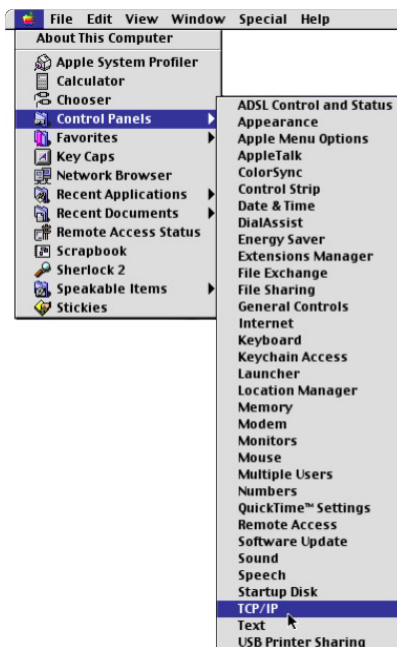 File Edit View Window Special Help
About This Computer
Apple System Profiler
Calculator
Chooser
Control Panels
Favorites
Key Caps
Network Browser
Recent Applications
Recent Documents
Remote Access Status
Scrapbook
Sherlock 2
Speakable Items
Stickies
ADSL Control and Status
Appearance
Apple Menu Options
AppleTalk
ColorSync
Control Strip
Date & Time
DialAssist
Energy Saver
Extensions Manager
File Exchange
File Sharing
General Controls
Internet
Keyboard
Keychain Access
Launcher
Location Manager
Memory
Modem
Monitors
Mouse
Multiple Users
Numbers
QuickTime™ Settings
Remote Access
Software Update
Sound
Speech
Startup Disk
TCP/IP
Text
USB Printer Sharing